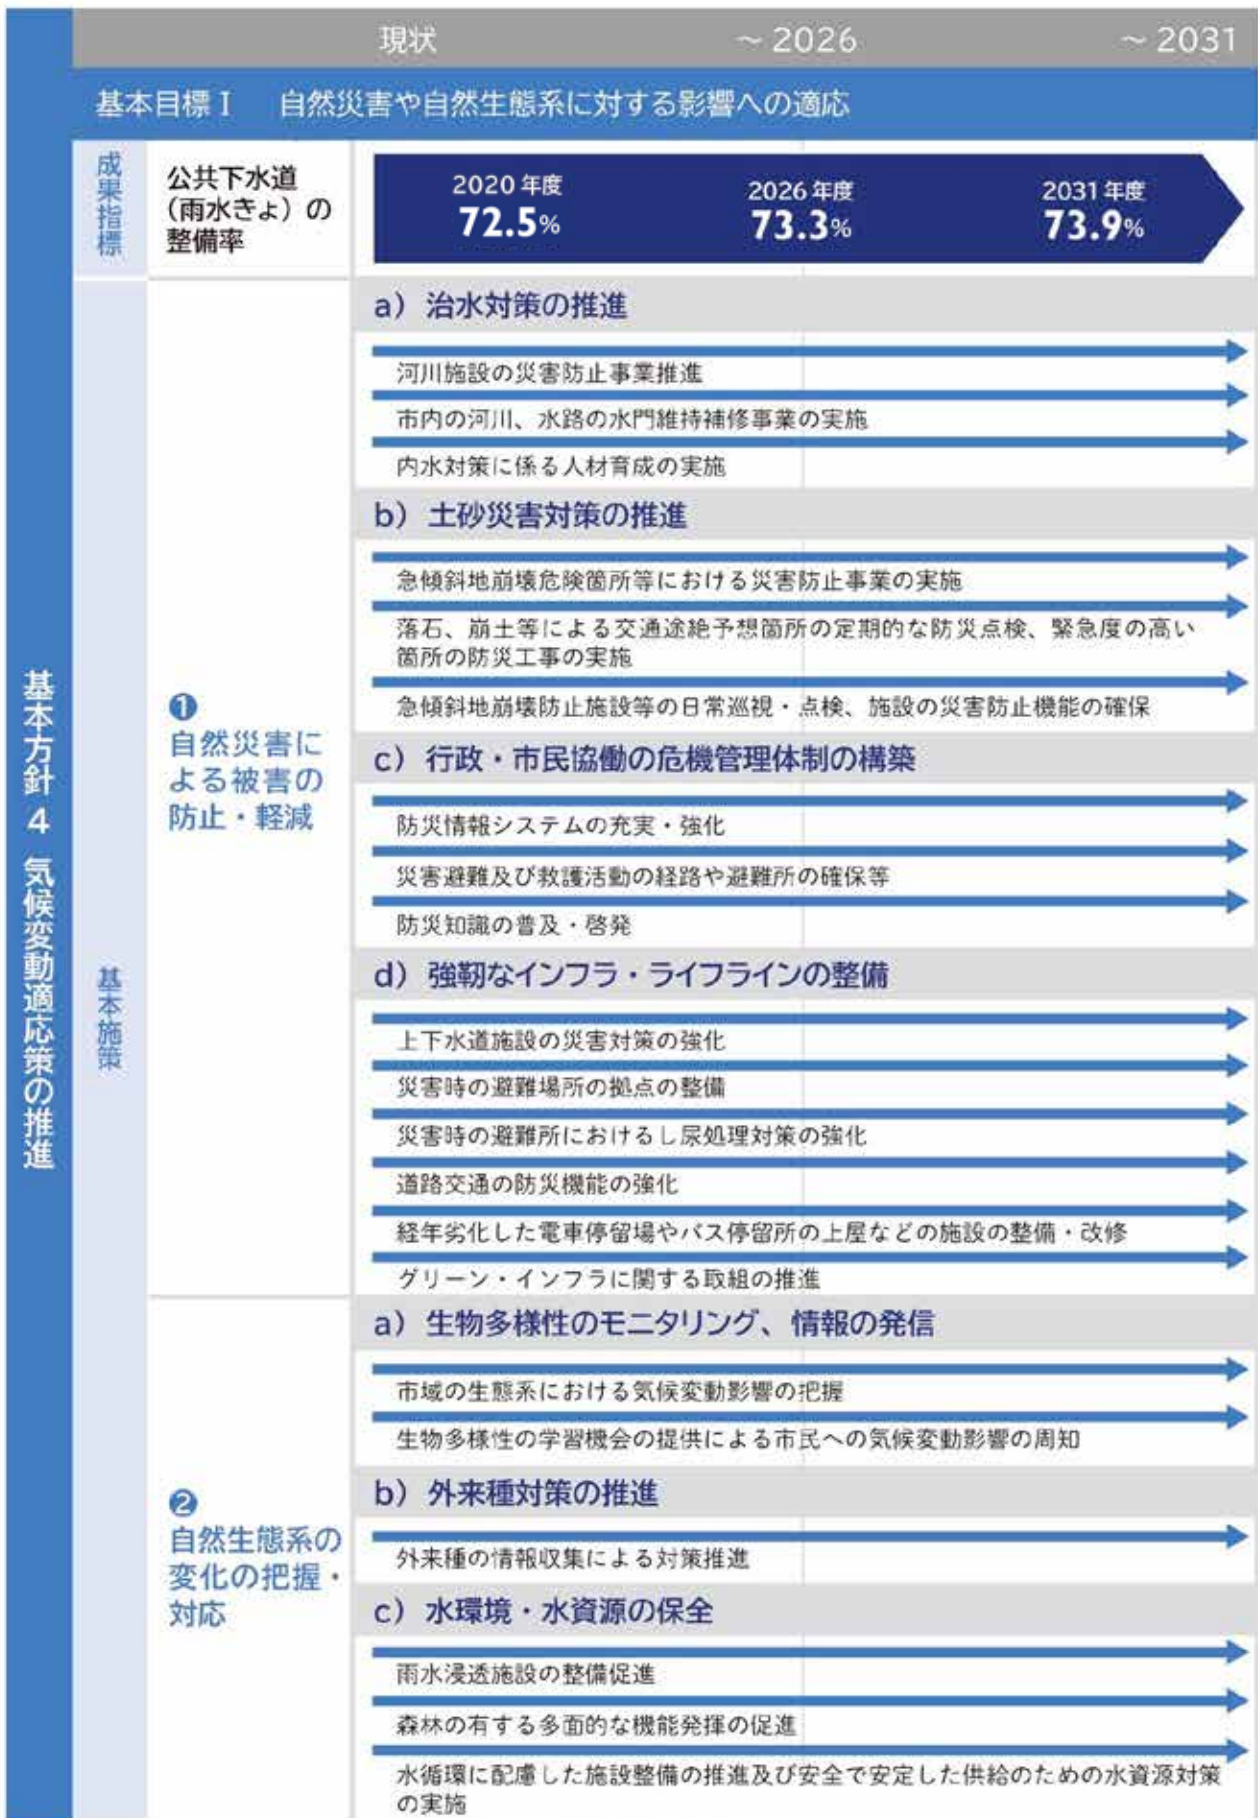 現状 ～2026 ～2031
基本目標Ⅰ 自然災害や自然生態系に対する影響への適応
基本方針4 気候変動適応策の推進
成果指標
公共下水道
（雨水きょ）の
整備率
2020年度
72.5%
2026年度
73.3%
2031年度
73.9%
基本施策
❶
自然災害に
よる被害の
防止・軽減
a）治水対策の推進
河川施設の災害防止事業推進
市内の河川、水路の水門維持補修事業の実施
内水対策に係る人材育成の実施
b）土砂災害対策の推進
急傾斜地崩壊危険箇所等における災害防止事業の実施
落石、崩土等による交通途絶予想箇所の定期的な防災点検、緊急度の高い
箇所の防災工事の実施
急傾斜地崩壊防止施設等の日常巡視・点検、施設の災害防止機能の確保
c）行政・市民協働の危機管理体制の構築
防災情報システムの充実・強化
災害避難及び救護活動の経路や避難所の確保等
防災知識の普及・啓発
d）強靭なインフラ・ライフラインの整備
上下水道施設の災害対策の強化
災害時の避難場所の拠点の整備
災害時の避難所におけるし尿処理対策の強化
道路交通の防災機能の強化
経年劣化した電車停留場やバス停留所の上屋などの施設の整備・改修
グリーン・インフラに関する取組の推進
❷
自然生態系の
変化の把握・
対応
a）生物多様性のモニタリング、情報の発信
市域の生態系における気候変動影響の把握
生物多様性の学習機会の提供による市民への気候変動影響の周知
b）外来種対策の推進
外来種の情報収集による対策推進
c）水環境・水資源の保全
雨水浸透施設の整備促進
森林の有する多面的な機能発揮の促進
水循環に配慮した施設整備の推進及び安全で安定した供給のための水資源対策
の実施